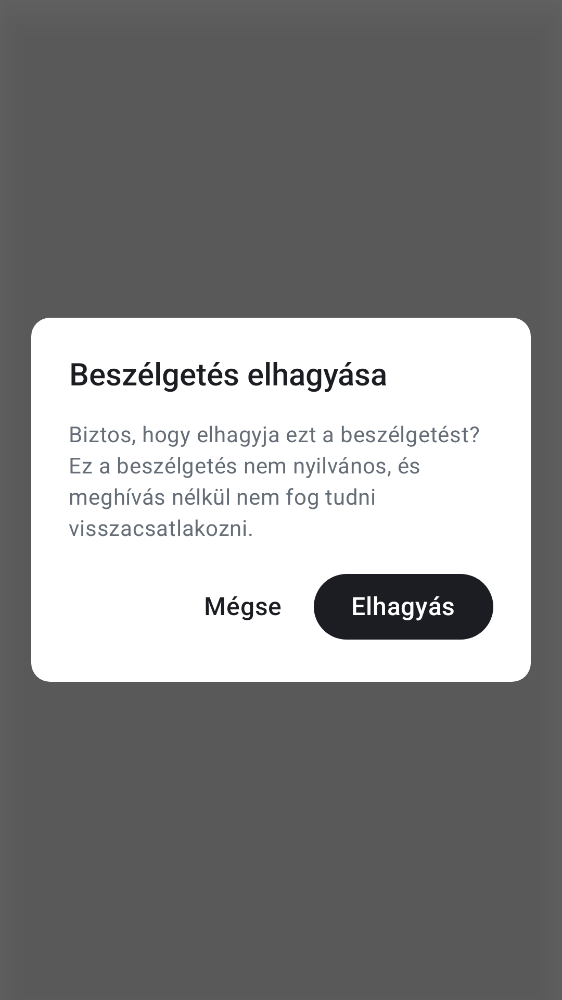 Beszélgetés elhagyása
Biztos, hogy elhagyja ezt a beszélgetést?
Ez a beszélgetés nem nyilvános, és
meghívás nélkül nem fog tudni
visszacsatlakozni.
Mégse
Elhagyás